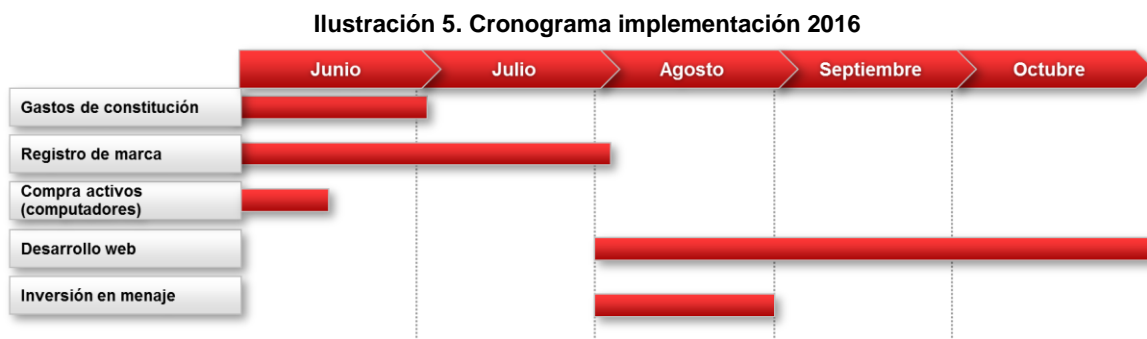 Ilustración 5. Cronograma implementación 2016
Junio Julio Agosto Septiembre Octubre
Gastos de constitución
Registro de marca
Compra activos
(computadores)
Desarrollo web
Inversión en menaje